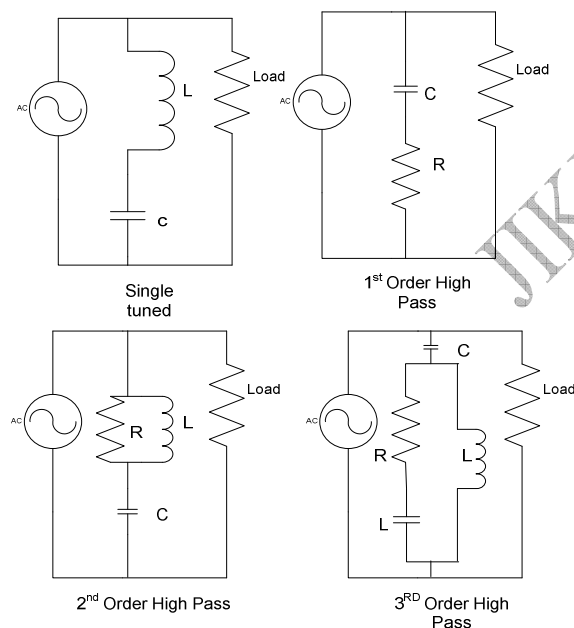 AC
L
Load
c
Single
tuned
AC
C
R
Load
1st Order High
Pass
AC
R
L
Load
C
2nd Order High Pass
AC
C
R
L
L
Load
3RD Order High
Pass
JIK